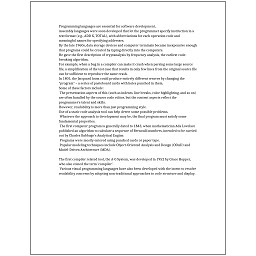 Programming languages are essential for software development.
Assembly languages were soon developed that let the programmer specify instruction in a
text format (e.g., ADD X, TOTAL), with abbreviations for each operation code and
meaningful names for specifying addresses.
By the late 1960s, data storage devices and computer terminals became inexpensive enough
that programs could be created by typing directly into the computers.
He gave the first description of cryptanalysis by frequency analysis, the earliest code-
breaking algorithm.
For example, when a bug in a compiler can make it crash when parsing some large source
file, a simplification of the test case that results in only few lines from the original source file
can be sufficient to reproduce the same crash.
In 1801, the Jacquard loom could produce entirely different weaves by changing the
"program" – a series of pasteboard cards with holes punched in them.
Some of these factors include:
The presentation aspects of this (such as indents, line breaks, color highlighting, and so on)
are often handled by the source code editor, but the content aspects reflect the
programmer's talent and skills.
However, readability is more than just programming style.
Use of a static code analysis tool can help detect some possible problems.
Whatever the approach to development may be, the final program must satisfy some
fundamental properties.
The first computer program is generally dated to 1843, when mathematician Ada Lovelace
published an algorithm to calculate a sequence of Bernoulli numbers, intended to be carried
out by Charles Babbage's Analytical Engine.
Programs were mostly entered using punched cards or paper tape.
Popular modeling techniques include Object-Oriented Analysis and Design (OOAD) and
Model-Driven Architecture (MDA).
The first compiler related tool, the A-0 System, was developed in 1952 by Grace Hopper,
who also coined the term 'compiler'.
Various visual programming languages have also been developed with the intent to resolve
readability concerns by adopting non-traditional approaches to code structure and display.